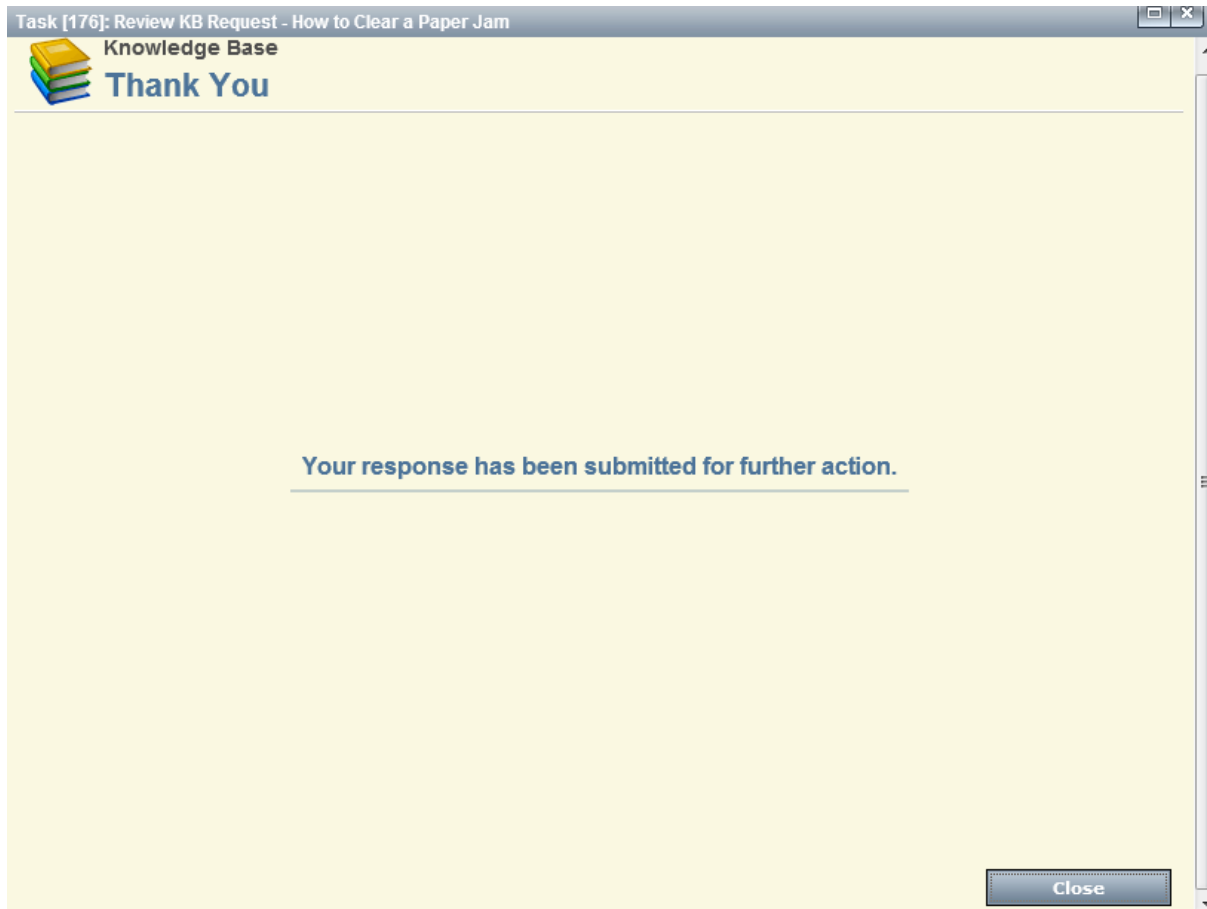 Task [176]: Review KB Request - How to Clear a Paper Jam
Knowledge Base
Thank You
Your response has been submitted for further action.
Close